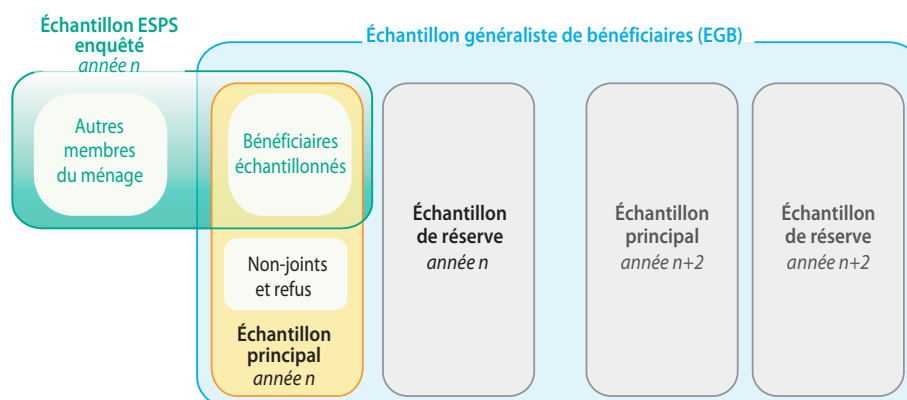 Échantillon ESPS
enquêté
année n
Échantillon généraliste de bénéficiaires (EGB)
Autres
membres
du ménage
Bénéficiaires
échantillonnés
Non-joints
et refus
Échantillon
principal
année n
Échantillon
de réserve
année n
Échantillon
principal
année n+2
Échantillon
de réserve
année n+2